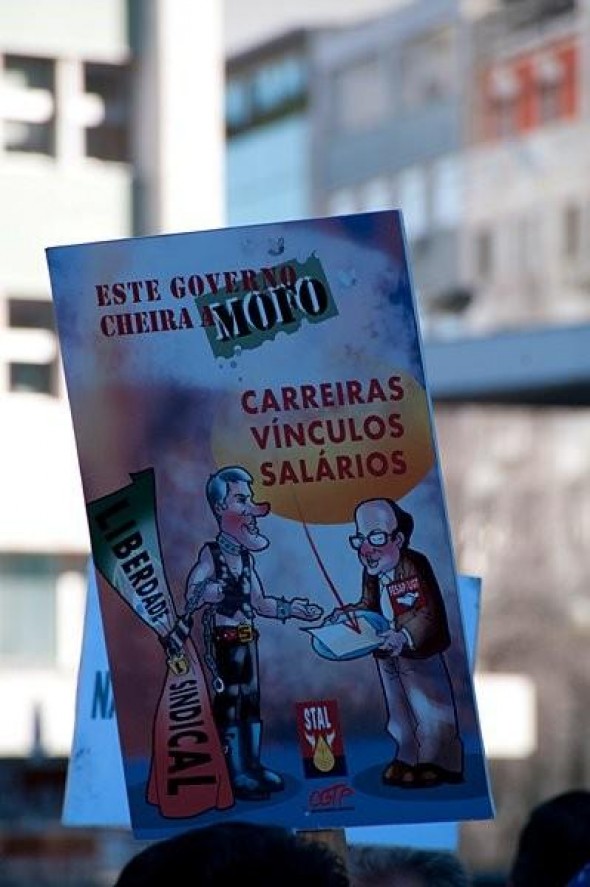 ESTE GOVERNO
CHEIRA A MOFO
CARREIRAS
VÍNCULOS
SALÁRIOS
LIBERDADE
SINDICAL
STAL
CGTP